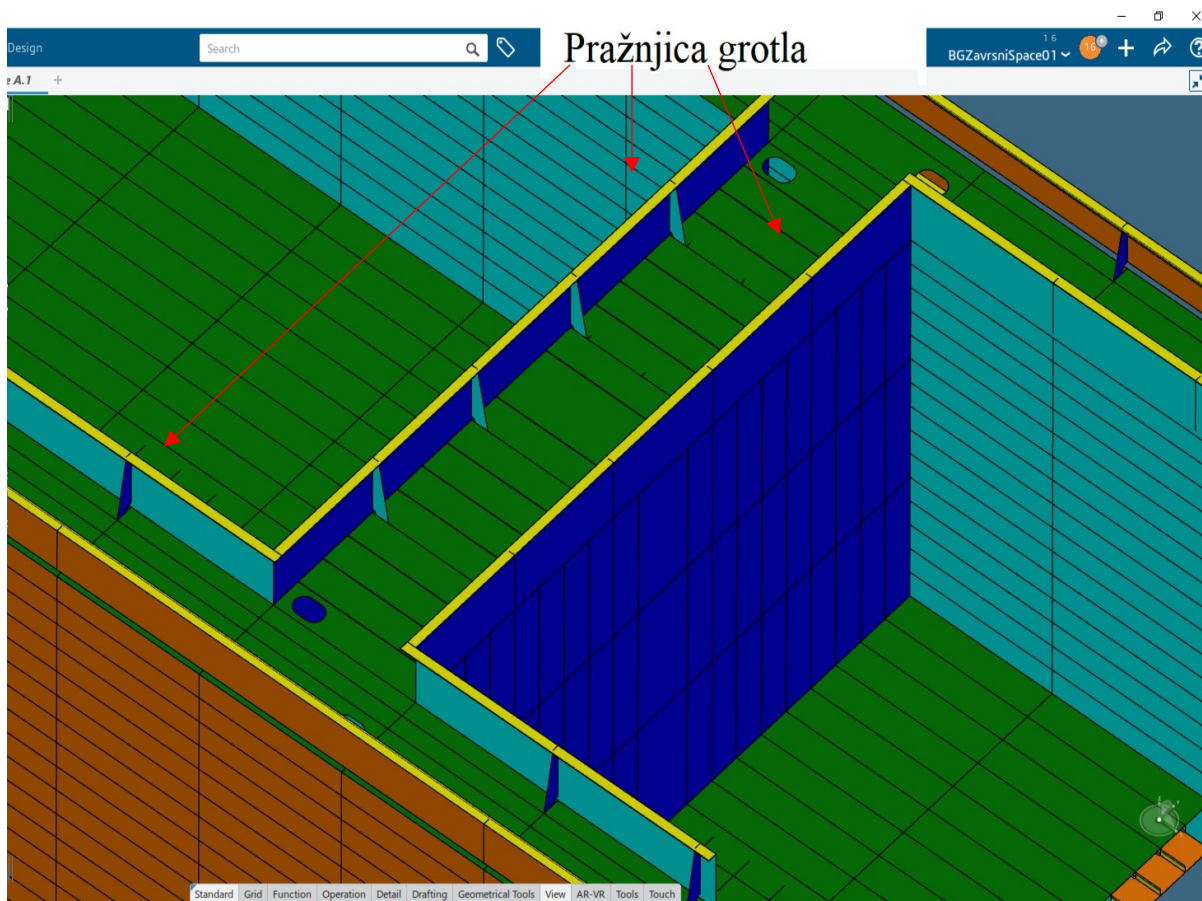 Design
Search
Pražnjica grotla
16
BGZavrsniSpace01
16
e A.1
Standard Grid Function Operation Detail Drafting Geometrical Tools View AR-VR Tools Touch